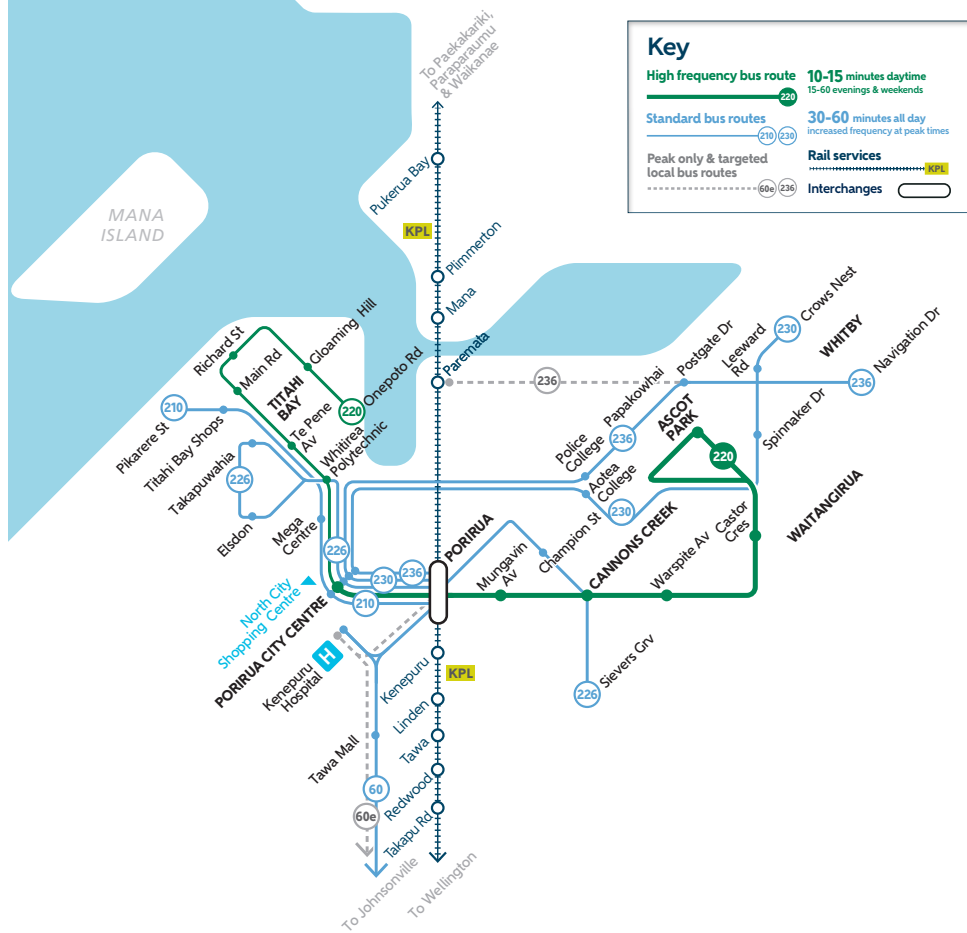 To Paekakariki,
Paraparaumu
& Waikanae
Key
High frequency bus route
220
10-15 minutes daytime
15-60 evenings & weekends
Standard bus routes
210 230
30-60 minutes all day
increased frequency at peak times
Peak only & targeted
local bus routes
60e 236
Rail services
KPL
Interchanges
MANA
ISLAND
Pukerua Bay
KPL
Plimmerton
Mana
Paremata
236
Richard St
Main Rd
Gloaming Hill
Onepoto Rd
220
TITAHI
BAY
Te Pene
Av
Whitirea
Polytechnic
210
Pikarere St
Titahi Bay Shops
Takapuwahia
226
Elsdon
Mega
Centre
226
230
236
210
North City
Shopping Centre
PORIRUA CITY CENTRE
PORIRUA
Postgate Dr
Leeward
Rd
230
Crows Nest
WHITBY
Navigation Dr
236
Papakowhai
236
Police
College
Aotea
College
230
ASCOT
PARK
220
Spinnaker Dr
WAITANGIRUA
Champion St
CANNONS CREEK
Mungavin
Av
Warspite Av
Castor
Cres
Sievers Grv
226
H
Kenepuru
Hospital
Kenepuru
KPL
Linden
Tawa Mall
Tawa
60
Redwood
60e
Takapu Rd
To Johnsonville
To Wellington